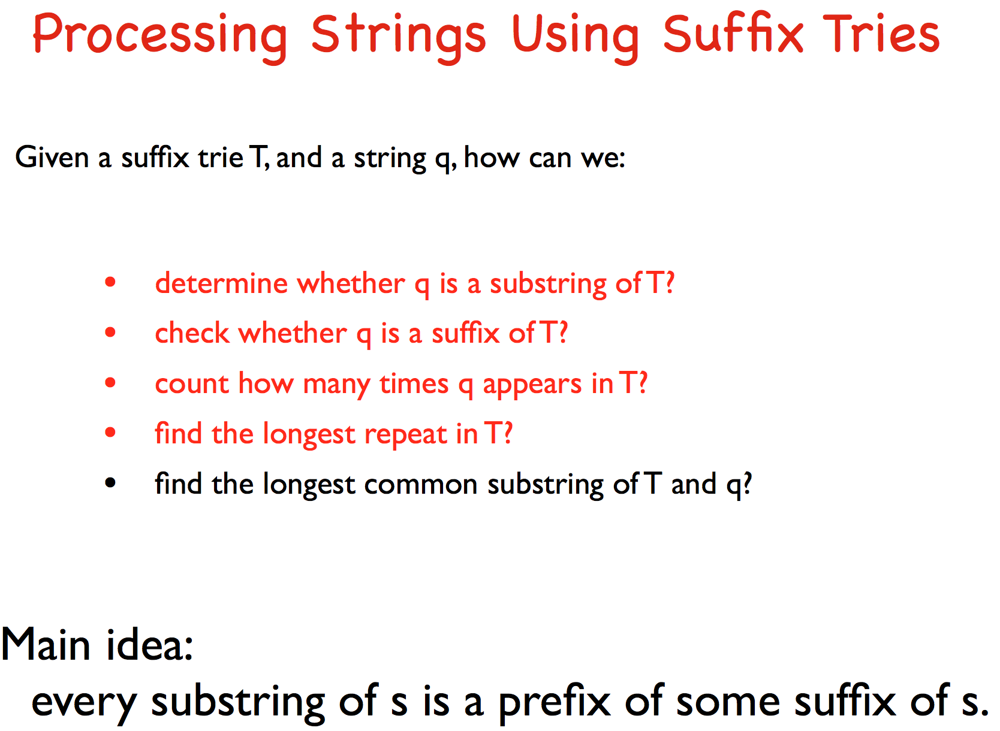 Processing Strings Using Suffix Tries
Given a suffix trie T, and a string q, how can we:
• determine whether q is a substring of T?
• check whether q is a suffix of T?
• count how many times q appears in T?
• find the longest repeat in T?
• find the longest common substring of T and q?
Main idea:
every substring of s is a prefix of some suffix of s.